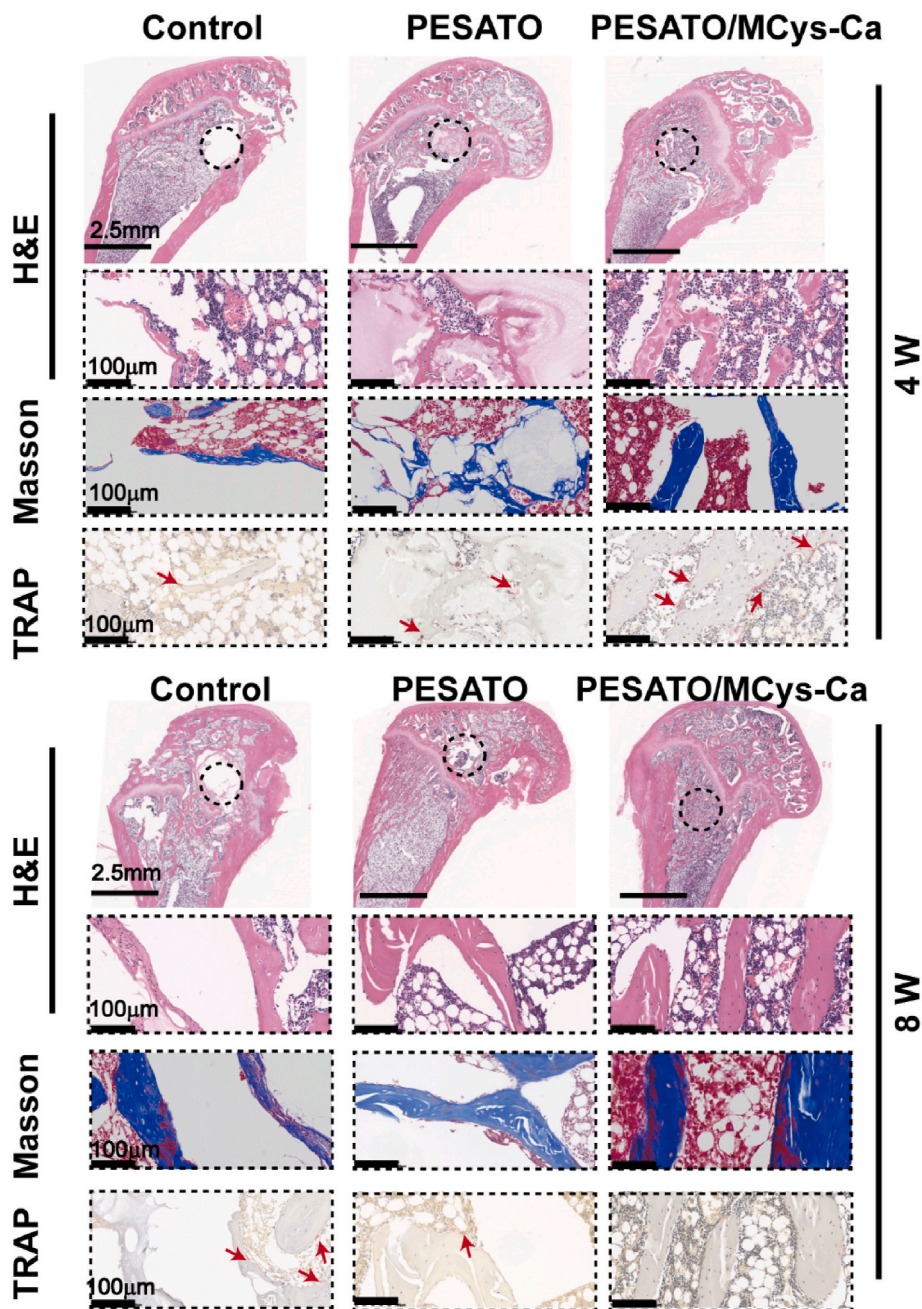 Control PESATO PESATO/MCys-Ca
H&E
2.5mm
100μm
4 W
Masson
100μm
TRAP
100μm
Control PESATO PESATO/MCys-Ca
H&E
2.5mm
100μm
8 W
Masson
100μm
TRAP
100μm